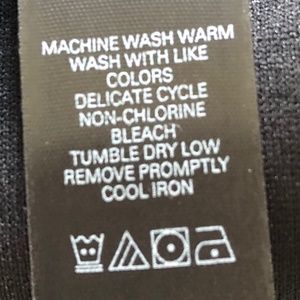 MACHINE WASH WARM
WASH WITH LIKE
COLORS
DELICATE CYCLE
NON-CHLORINE
BLEACH
TUMBLE DRY LOW
REMOVE PROMPTLY
COOL IRON